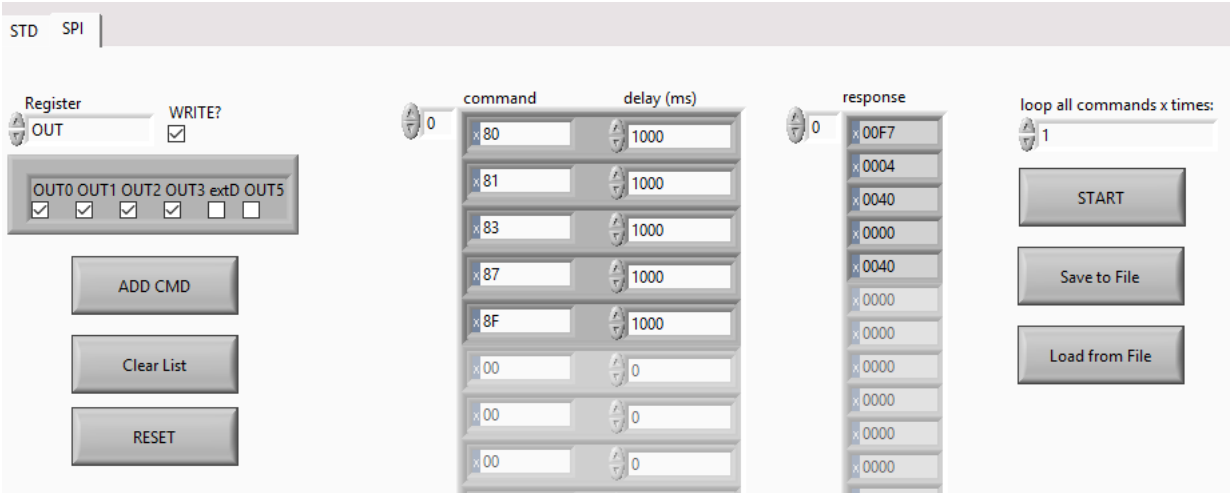 STD SPI
Register
OUT
WRITE?
OUT0 OUT1 OUT2 OUT3 extD OUT5
ADD CMD
Clear List
RESET
0
command delay (ms)
x 80 1000
x 81 1000
x 83 1000
x 87 1000
x 8F 1000
x 00 0
x 00 0
x 00 0
response
0
x 00F7
x 0004
x 0040
x 0000
x 0040
x 0000
x 0000
x 0000
x 0000
x 0000
x 0000
loop all commands x times:
1
START
Save to File
Load from File